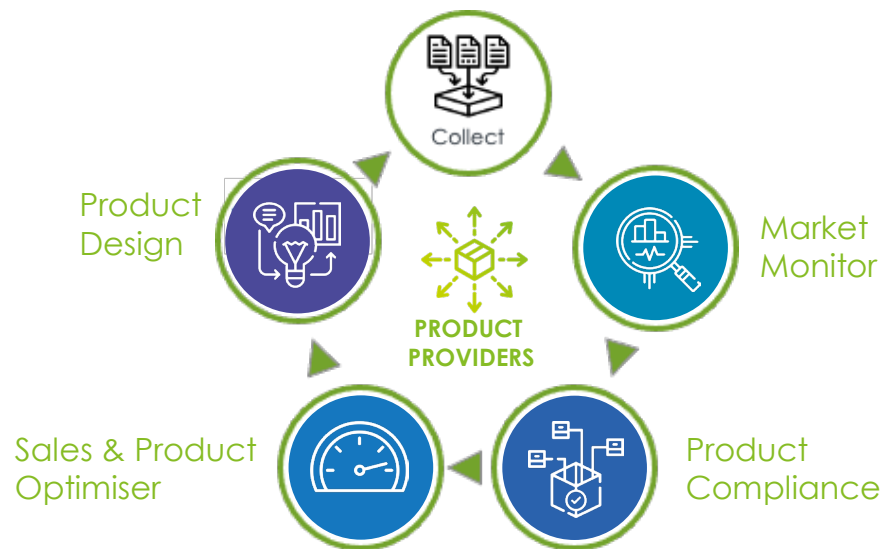 Collect
Product
Design
Market
Monitor
PRODUCT
PROVIDERS
Sales & Product
Optimiser
Product
Compliance